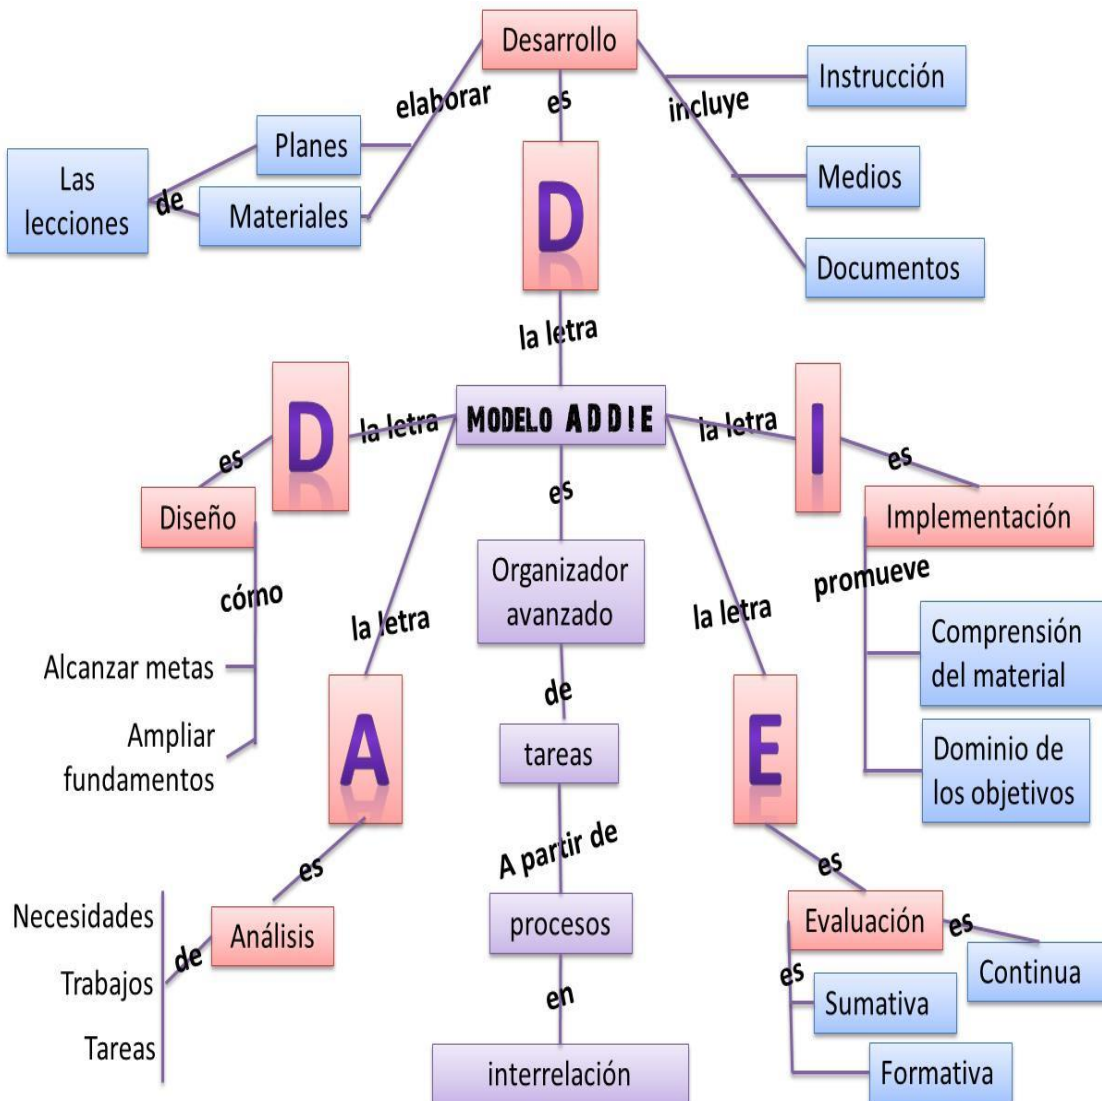 Desarrollo
elaborar
es
incluye
Instrucción
Medios
Documentos
Planes
Materiales
de
Las
lecciones
D
la letra
MODELO ADDIE
la letra
D
es
Diseño
cómo
Alcanzar metas
Ampliar
fundamentos
la letra
A
es
Análisis
de
Necesidades
Trabajos
Tareas
es
Organizador
avanzado
de
tareas
A partir de
procesos
en
interrelación
la letra
E
es
Evaluación
es
Continua
es
Sumativa
Formativa
la letra
I
es
Implementación
promueve
Comprensión
del material
Dominio de
los objetivos